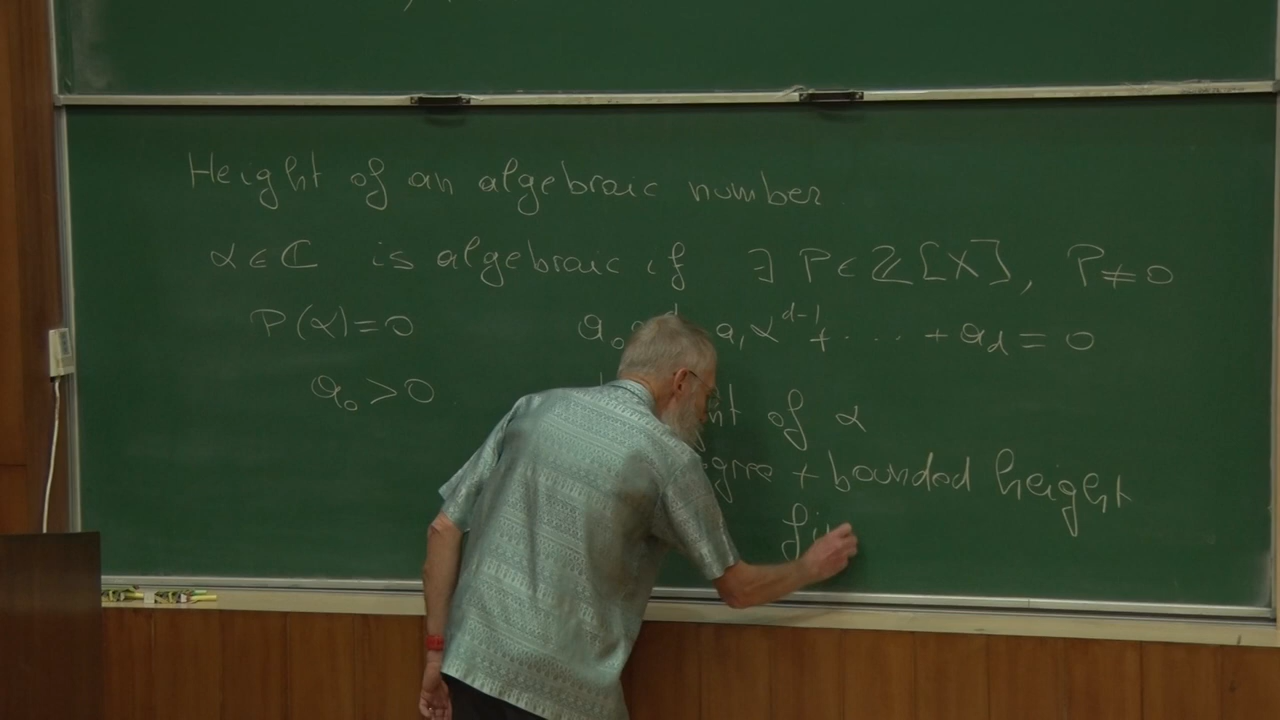 Height of an algebraic number
α ∈ ℂ is algebraic if ∃ P ∈ ℤ[X], P ≠ 0
P(α) = 0 a₀ a₁α^{d-1} + .... + a_d = 0
a₀ > 0 of α
+ bounded height